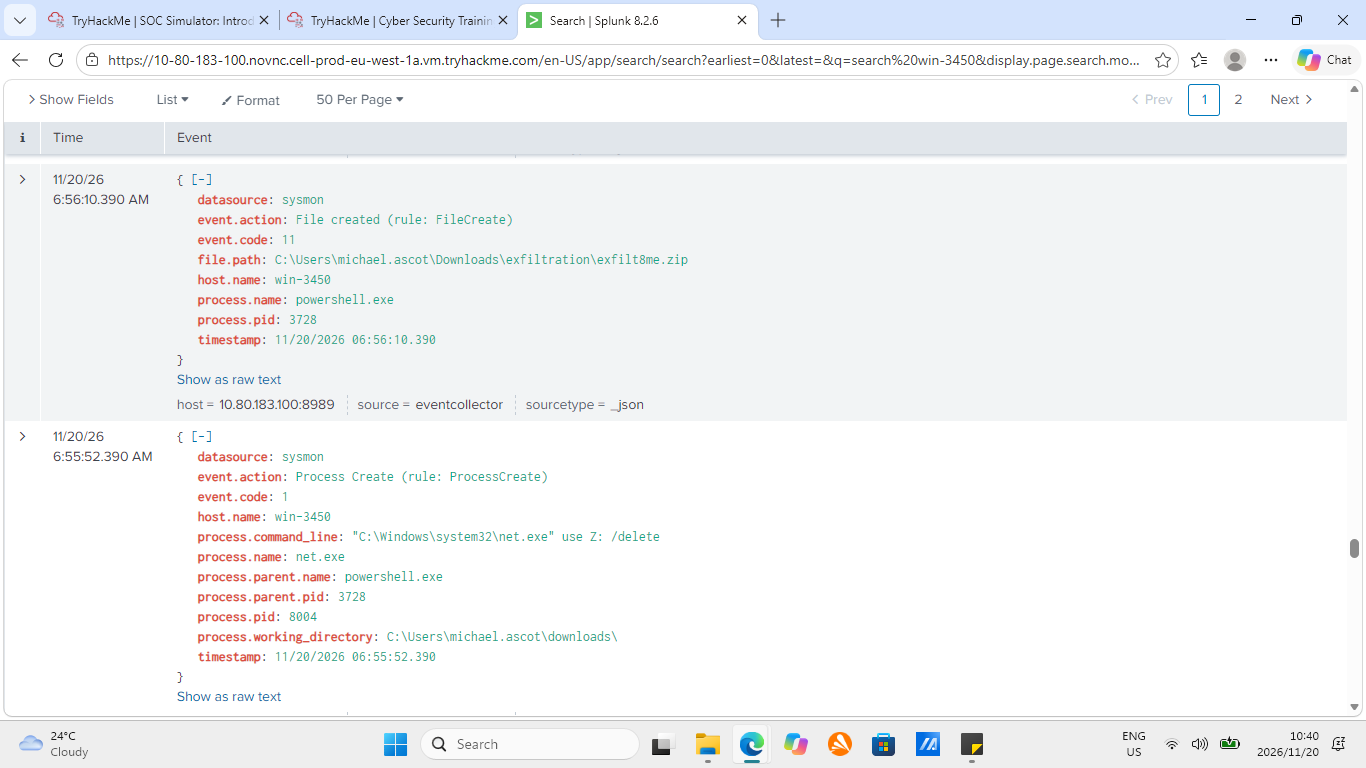 TryHackMe | SOC Simulator: Introd
TryHackMe | Cyber Security Trainin
Search | Splunk 8.2.6
https://10-80-183-100.novnc.cell-prod-eu-west-1a.vm.tryhackme.com/en-US/app/search/search?earliest=0&latest=&q=search%20win-3450&display.page.search.mo...
Chat
Show Fields
List
Format
50 Per Page
Prev
1
2
Next
i
Time
Event
11/20/26
6:56:10.390 AM
{ [-]
datasource: sysmon
event.action: File created (rule: FileCreate)
event.code: 11
file.path: C:\Users\michael.ascot\Downloads\exfiltration\exfilt8me.zip
host.name: win-3450
process.name: powershell.exe
process.pid: 3728
timestamp: 11/20/2026 06:56:10.390
}
Show as raw text
host = 10.80.183.100:8989
source = eventcollector
sourcetype = _json
11/20/26
6:55:52.390 AM
{ [-]
datasource: sysmon
event.action: Process Create (rule: ProcessCreate)
event.code: 1
host.name: win-3450
process.command_line: "C:\Windows\system32\net.exe" use Z: /delete
process.name: net.exe
process.parent.name: powershell.exe
process.parent.pid: 3728
process.pid: 8004
process.working_directory: C:\Users\michael.ascot\downloads\
timestamp: 11/20/2026 06:55:52.390
}
Show as raw text
24°C
Cloudy
Search
ENG
US
10:40
2026/11/20